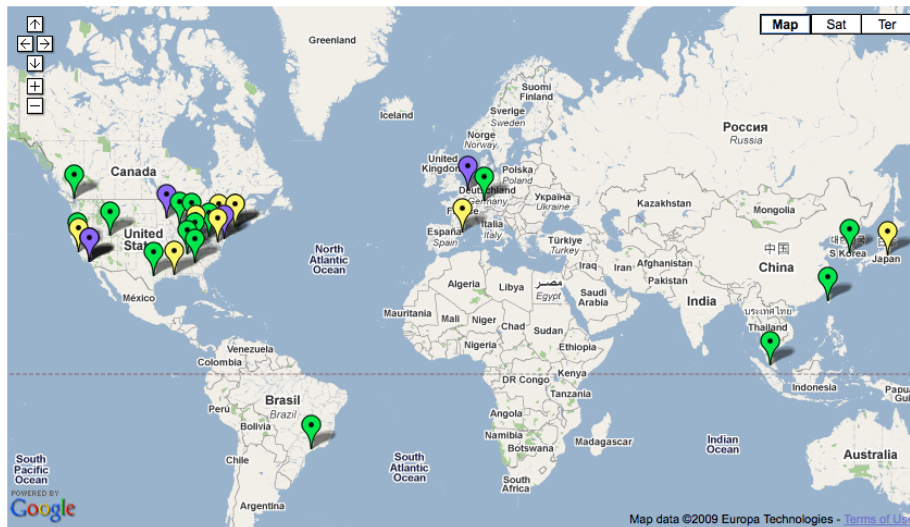 Map
Sat
Ter
Greenland
Iceland
Suomi
Finland
Sverige
Sweden
Norge
Norway
Россия
Russia
Canada
United
Kingdom
Polska
Poland
Deutschland
Germany
Україна
Ukraine
Kazakhstan
Mongolia
España
Spain
Italia
Italy
Türkiye
Turkey
中国
China
S Korea
Japan
United
North
Atlantic
Ocean
México
Algeria
Libya
مصر
Egypt
Iraq
Iran
Afghanistan
Pakistan
Saudi
Arabia
India
ประเทศไทย
Thailand
Mauritania
Mali
Niger
Chad
Sudan
Nigeria
Ethiopia
Venezuela
Colombia
DR Congo
Kenya
Tanzania
Indonesia
Papua
Brasil
Brazil
Perú
Bolivia
Angola
Namibia
Botswana
Madagascar
Indian
Ocean
Australia
South
Pacific
Ocean
Chile
South
Atlantic
Ocean
South
Africa
Argentina
POWERED BY
Google
Map data ©2009 Europa Technologies - Terms of Us